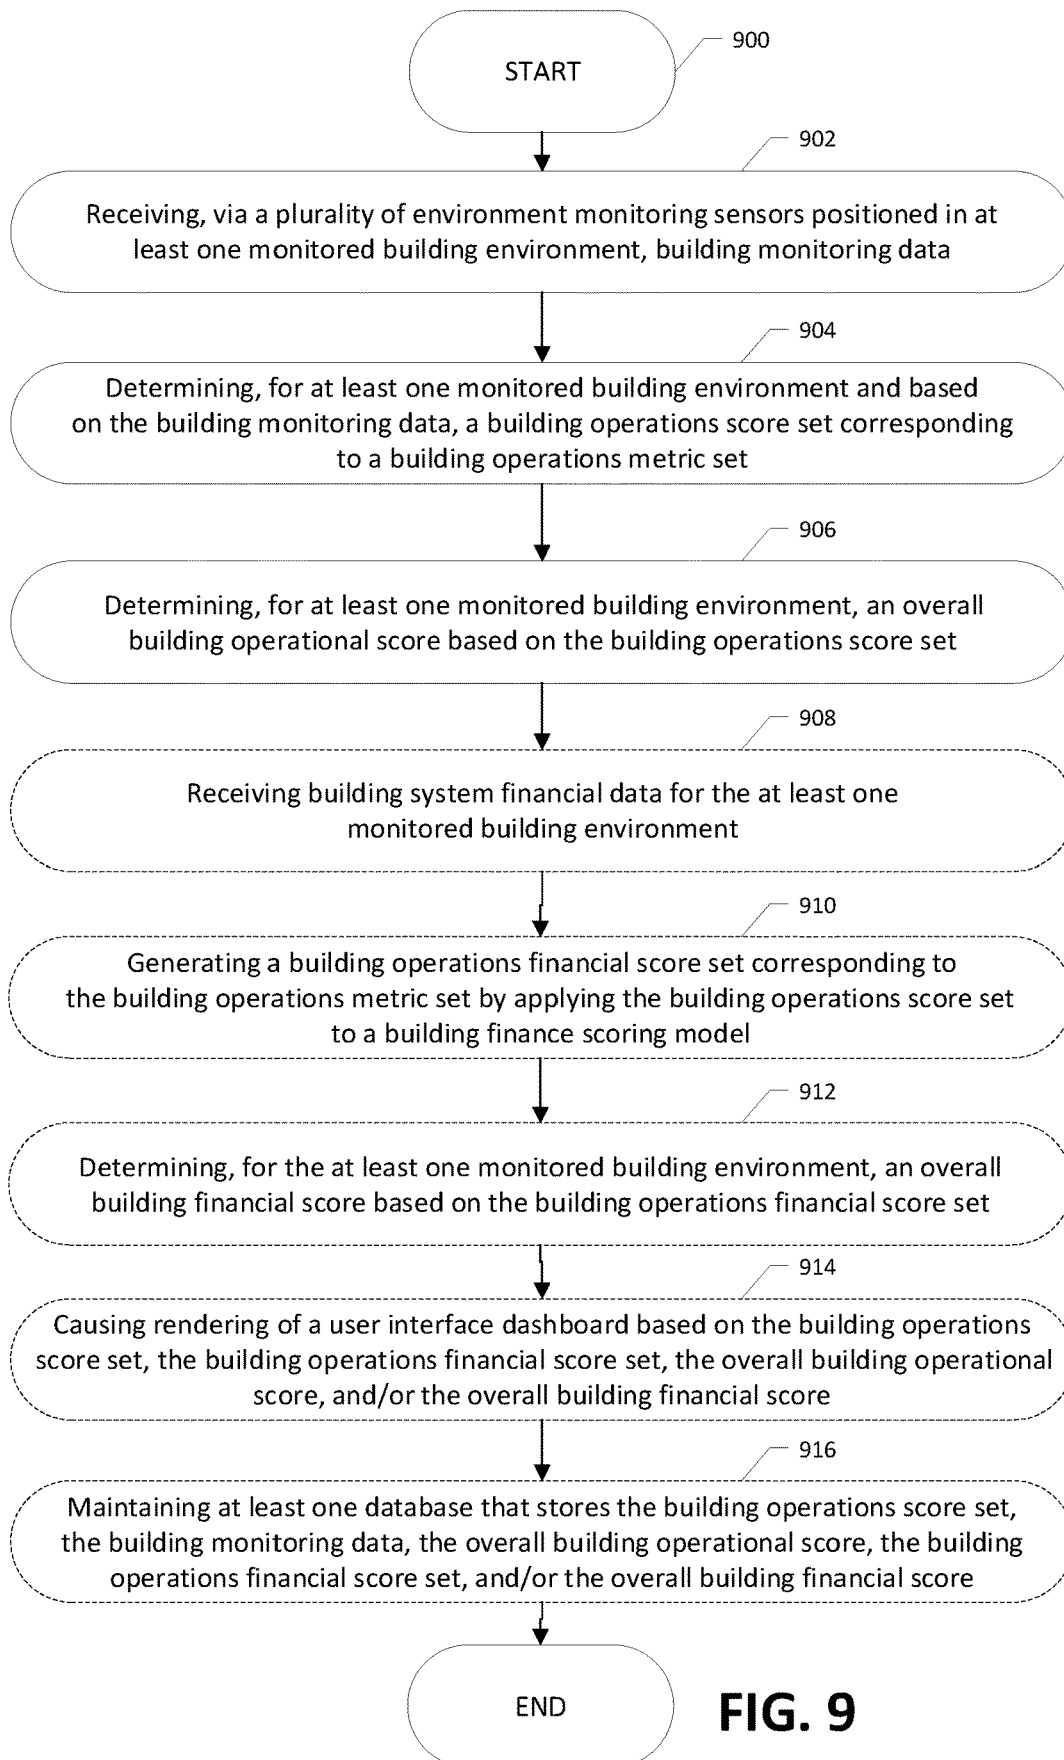 900
START
902
Receiving, via a plurality of environment monitoring sensors positioned in at
least one monitored building environment, building monitoring data
904
Determining, for at least one monitored building environment and based
on the building monitoring data, a building operations score set corresponding
to a building operations metric set
906
Determining, for at least one monitored building environment, an overall
building operational score based on the building operations score set
908
Receiving building system financial data for the at least one
monitored building environment
910
Generating a building operations financial score set corresponding to
the building operations metric set by applying the building operations score set
to a building finance scoring model
912
Determining, for the at least one monitored building environment, an overall
building financial score based on the building operations financial score set
914
Causing rendering of a user interface dashboard based on the building operations
score set, the building operations financial score set, the overall building operational
score, and/or the overall building financial score
916
Maintaining at least one database that stores the building operations score set,
the building monitoring data, the overall building operational score, the building
operations financial score set, and/or the overall building financial score
END
FIG. 9